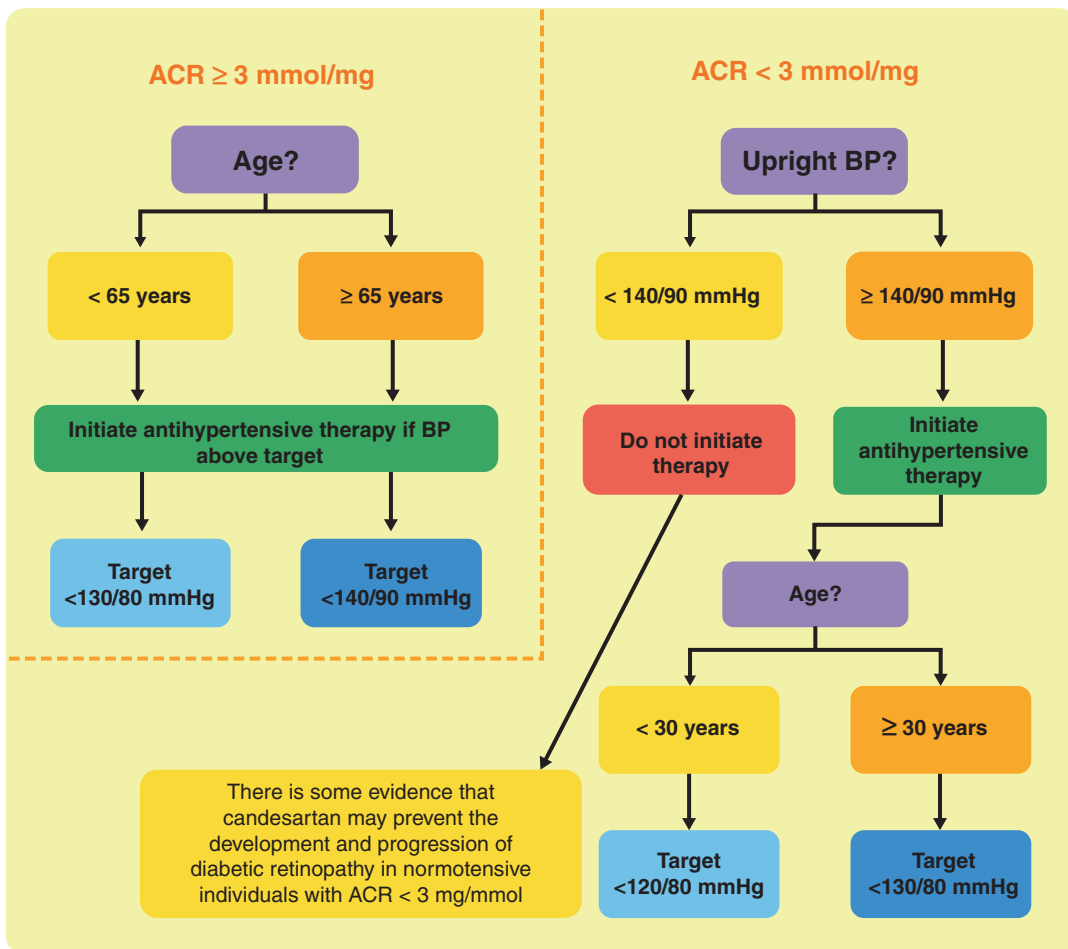 ACR ≥ 3 mmol/mg
Age?
< 65 years
≥ 65 years
Initiate antihypertensive therapy if BP
above target
Target
<130/80 mmHg
Target
<140/90 mmHg
ACR < 3 mmol/mg
Upright BP?
< 140/90 mmHg
≥ 140/90 mmHg
Do not initiate
therapy
Initiate
antihypertensive
therapy
Age?
< 30 years
≥ 30 years
There is some evidence that
candesartan may prevent the
development and progression of
diabetic retinopathy in normotensive
individuals with ACR < 3 mg/mmol
Target
<120/80 mmHg
Target
<130/80 mmHg